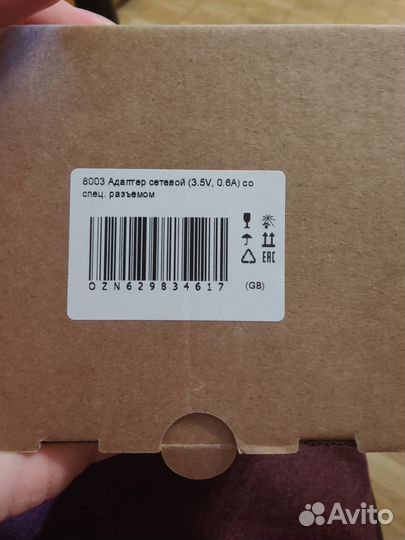 8003 Адаптер сетевой (3.5V, 0.6A) со
спец. разъемом
OZN629834617
(GB)
EAC
Avito